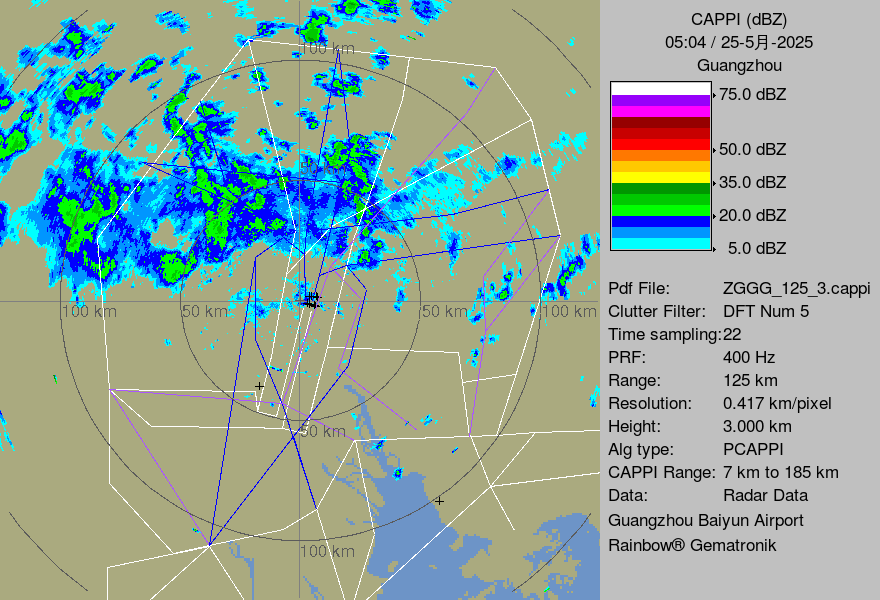 100 km
100 km
50 km
50 km
100 km
50 km
100 km
CAPPI (dBZ)
05:04 / 25-5月-2025
Guangzhou
75.0 dBZ
50.0 dBZ
35.0 dBZ
20.0 dBZ
5.0 dBZ
Pdf File: ZGGG_125_3.cappi
Clutter Filter: DFT Num 5
Time sampling:22
PRF: 400 Hz
Range: 125 km
Resolution: 0.417 km/pixel
Height: 3.000 km
Alg type: PCAPPI
CAPPI Range: 7 km to 185 km
Data: Radar Data
Guangzhou Baiyun Airport
Rainbow® Gematronik